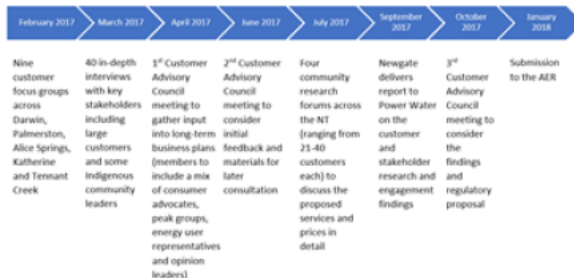 February 2017
March 2017
April 2017
June 2017
July 2017
September
2017
October
2017
January
2018
Nine
customer
focus groups
across
Darwin,
Palmerston,
Alice Springs,
Katherine
and Tennant
Creek
40 in-depth
interviews
with key
stakeholders
including
large
customers
and some
Indigenous
community
leaders
1st Customer
Advisory
Council
meeting to
gather input
into long-term
business plans
(members to
include a mix
of consumer
advocates,
peak groups,
energy user
representatives
and opinion
leaders)
2nd Customer
Advisory
Council
meeting to
consider
initial
feedback and
materials for
later
consultation
Four
community
research
forums across
the NT
(ranging from
21-40
customers
each) to
discuss the
proposed
services and
prices in
detail
Newgate
delivers
report to
Power Water
on the
customer
and
stakeholder
research and
engagement
findings
3rd
Customer
Advisory
Council
meeting to
consider
the
findings
and
regulatory
proposal
Submission
to the AER